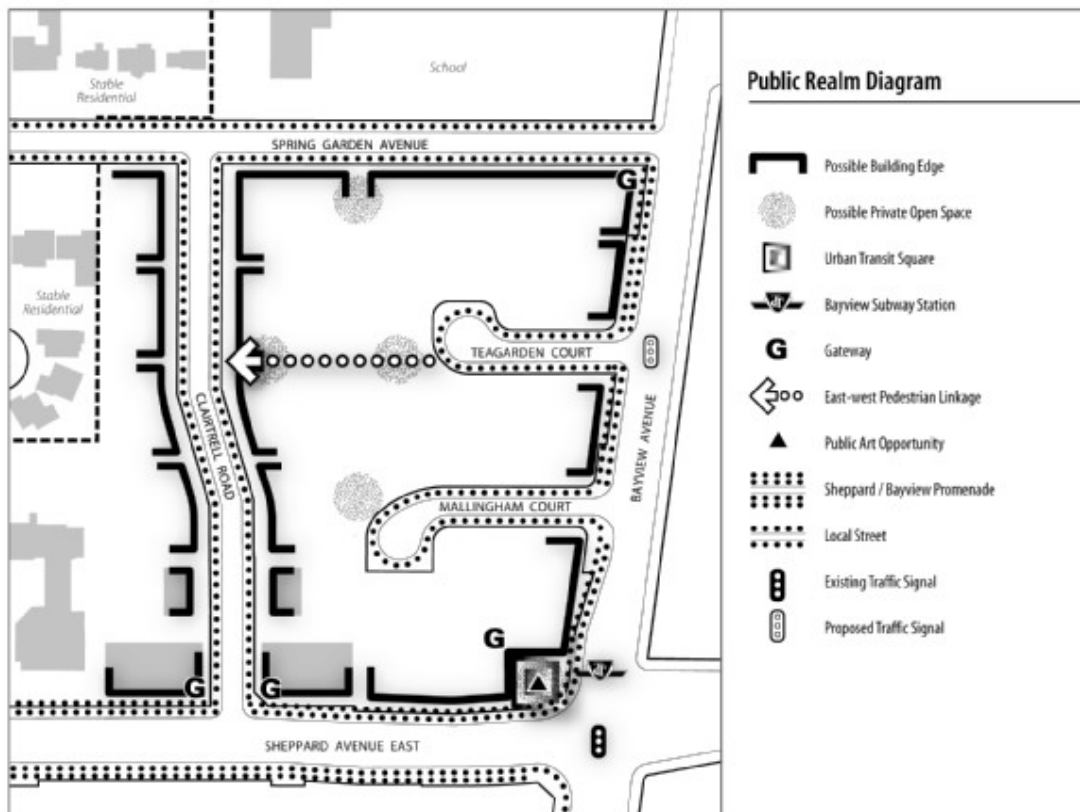 Stable
Residential
School
Public Realm Diagram
SPRING GARDEN AVENUE
G
Possible Building Edge
Possible Private Open Space
Urban Transit Square
Bayview Subway Station
G
Gateway
East-west Pedestrian Linkage
Public Art Opportunity
Sheppard / Bayview Promenade
Local Street
Existing Traffic Signal
Proposed Traffic Signal
Stable
Residential
TEAGARDEN COURT
CLAIRTRELL ROAD
BAYVIEW AVENUE
MALLINGHAM COURT
G
G
G
SHEPPARD AVENUE EAST